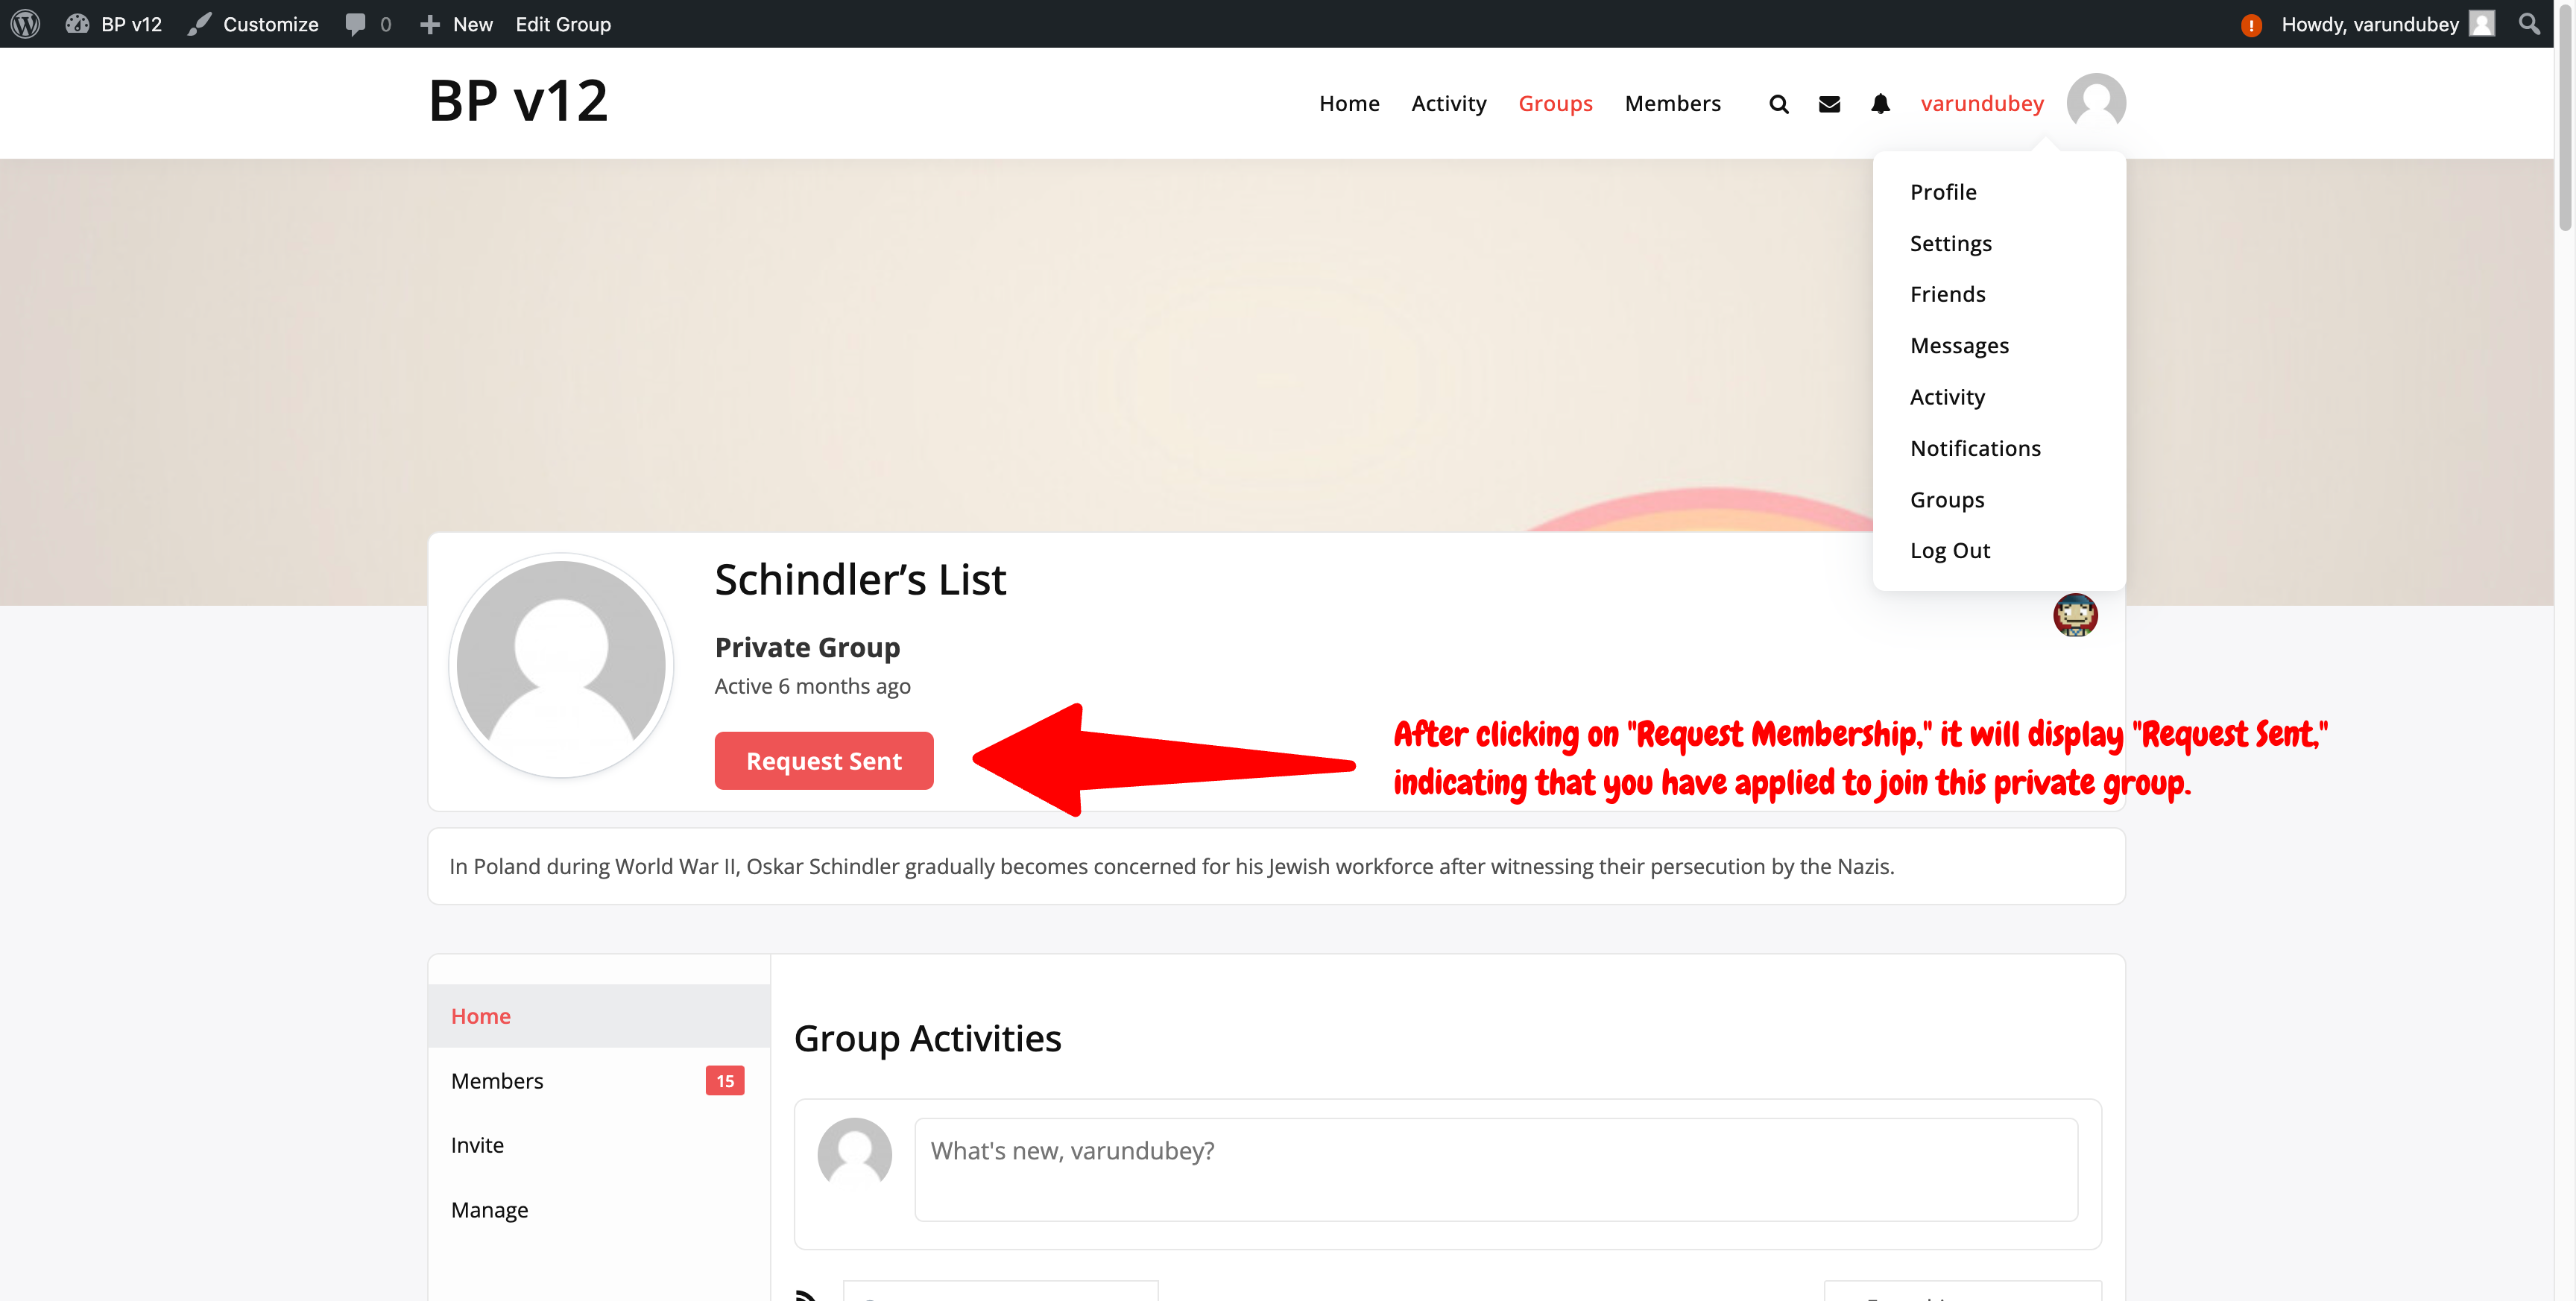 BP v12
Customize
0
New
Edit Group
Howdy, varundubey
BP v12
Home
Activity
Groups
Members
varundubey
Profile
Settings
Friends
Messages
Activity
Notifications
Groups
Log Out
Schindler’s List
Private Group
Active 6 months ago
Request Sent
After clicking on "Request Membership," it will display "Request Sent,"
indicating that you have applied to join this private group.
In Poland during World War II, Oskar Schindler gradually becomes concerned for his Jewish workforce after witnessing their persecution by the Nazis.
Home
Members
15
Invite
Manage
Group Activities
What's new, varundubey?